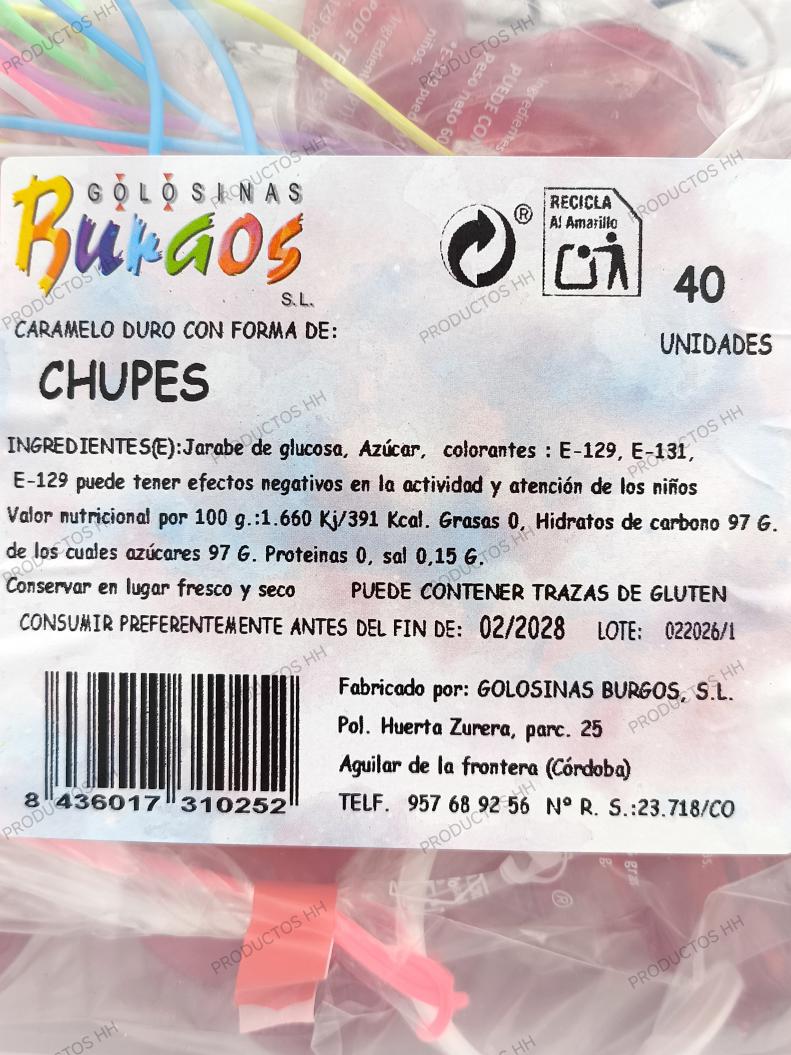 GOLOSINAS
BURGOS
S.L.
®
RECICLA
Al Amarillo
40
UNIDADES
CARAMELO DURO CON FORMA DE:
CHUPES
INGREDIENTES(E):Jarabe de glucosa, Azúcar, colorantes : E-129, E-131,
E-129 puede tener efectos negativos en la actividad y atención de los niños
Valor nutricional por 100 g.:1.660 Kj/391 Kcal. Grasas 0, Hidratos de carbono 97 G.
de los cuales azúcares 97 G. Proteinas 0, sal 0,15 G.
Conservar en lugar fresco y seco PUEDE CONTENER TRAZAS DE GLUTEN
CONSUMIR PREFERENTEMENTE ANTES DEL FIN DE: 02/2028 LOTE: 022026/1
Fabricado por: GOLOSINAS BURGOS, S.L.
Pol. Huerta Zurera, parc. 25
Aguilar de la frontera (Córdoba)
TELF. 957 68 92 56 Nº R. S.:23.718/CO
8 436017 310252
PRODUCTOS HH